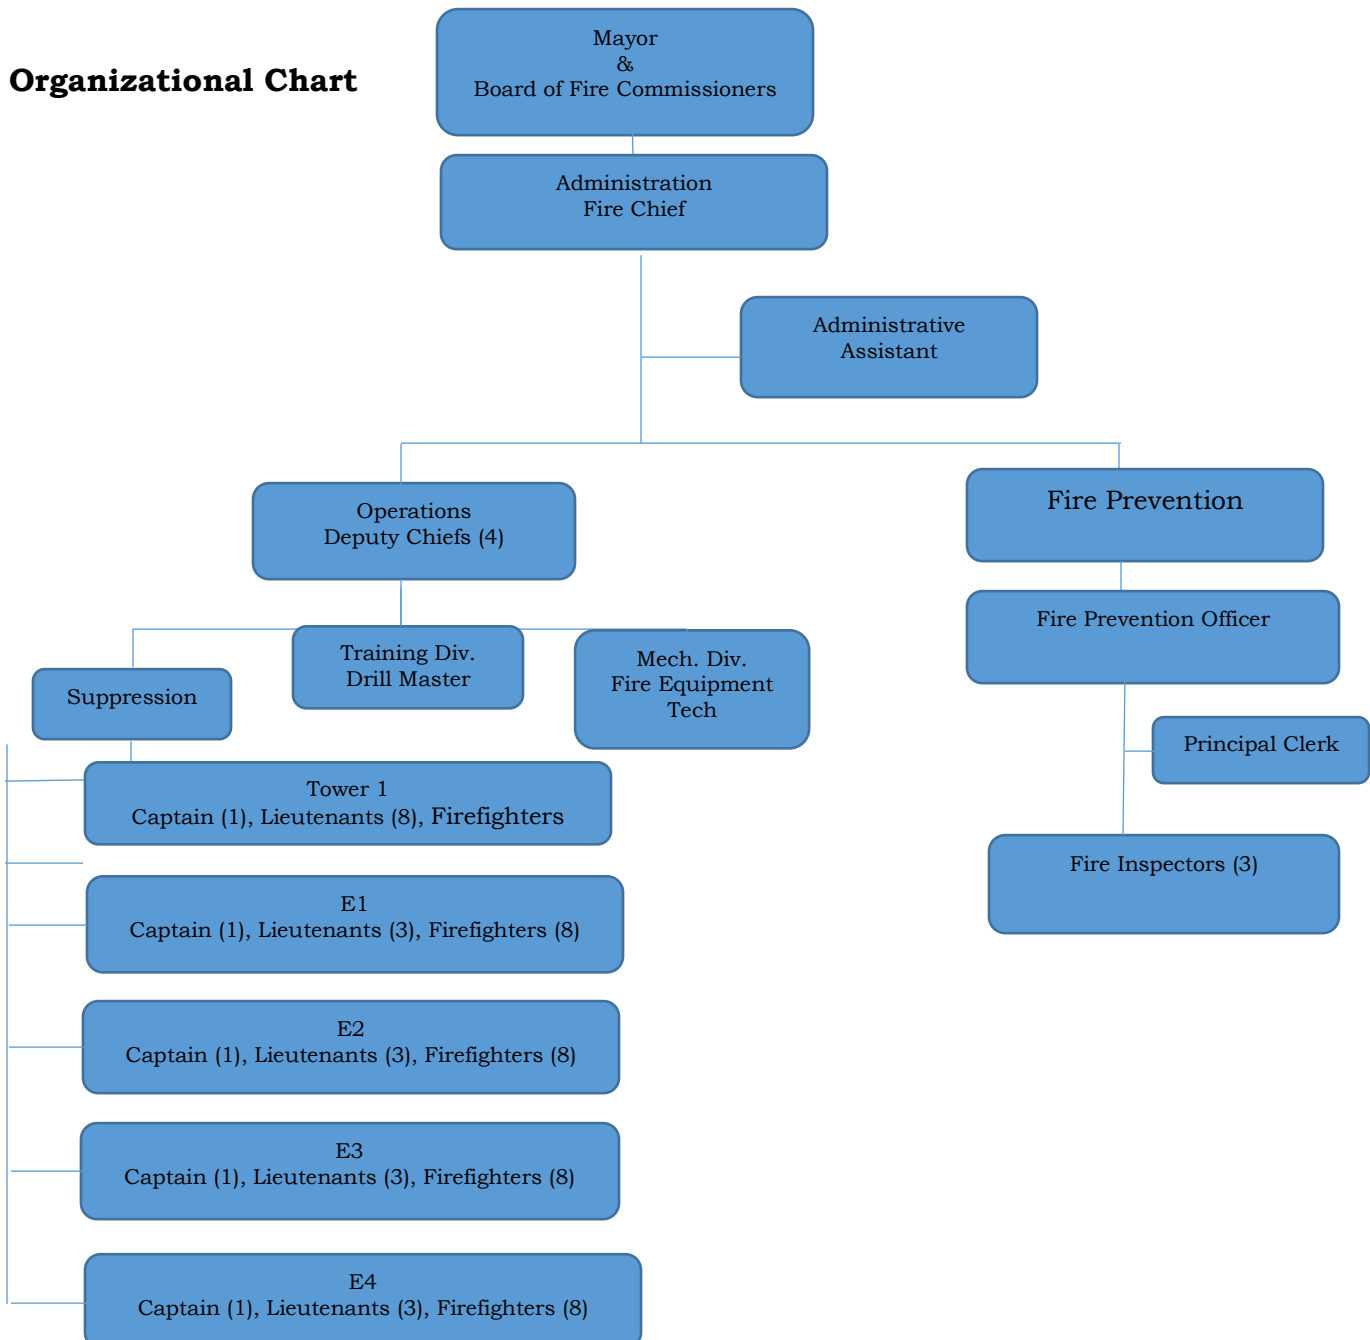 Organizational Chart
Mayor
&
Board of Fire Commissioners
Administration
Fire Chief
Administrative
Assistant
Operations
Deputy Chiefs (4)
Fire Prevention
Fire Prevention Officer
Training Div.
Drill Master
Mech. Div.
Fire Equipment
Tech
Suppression
Principal Clerk
Tower 1
Captain (1), Lieutenants (8), Firefighters
Fire Inspectors (3)
E1
Captain (1), Lieutenants (3), Firefighters (8)
E2
Captain (1), Lieutenants (3), Firefighters (8)
E3
Captain (1), Lieutenants (3), Firefighters (8)
E4
Captain (1), Lieutenants (3), Firefighters (8)